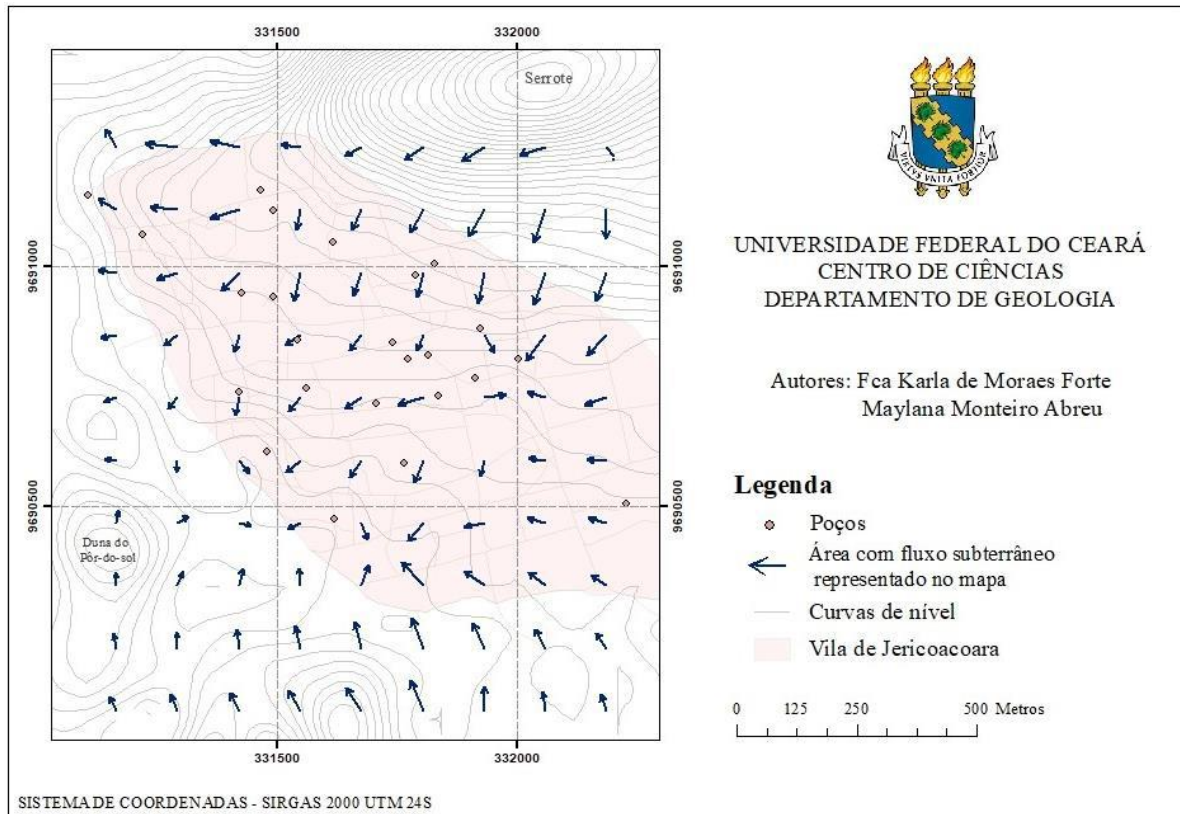 331500
332000
Serrote
9691000
9691000
9690500
9690500
Duna do
Pôr-do-sol
331500
332000
SISTEMA DE COORDENADAS - SIRGAS 2000 UTM 24S
VIRTVS UNITA FORTIOR
UNIVERSIDADE FEDERAL DO CEARÁ
CENTRO DE CIÊNCIAS
DEPARTAMENTO DE GEOLOGIA
Autores: Fca Karla de Moraes Forte
Maylana Monteiro Abreu
Legenda
Poços
Área com fluxo subterrâneo
representado no mapa
Curvas de nível
Vila de Jericoacoara
0 125 250 500 Metros